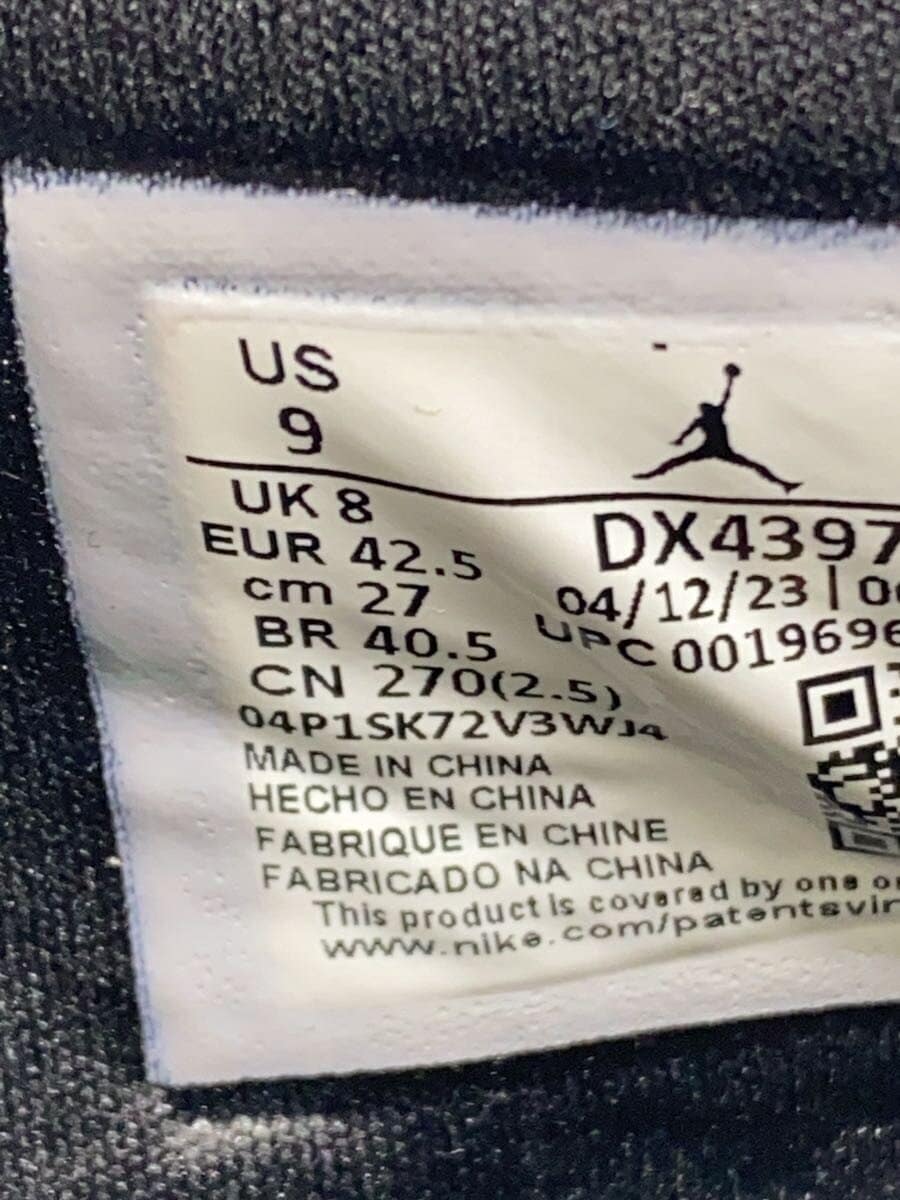 US
9
UK 8
EUR 42.5
cm 27
BR 40.5
CN 270(2.5)
04P1SK72V3WJ4
MADE IN CHINA
HECHO EN CHINA
FABRIQUE EN CHINE
FABRICADO NA CHINA
This product is covered by one
www.nike.com/patents
DX4397
04/12/23 | 0
UPC 0019696